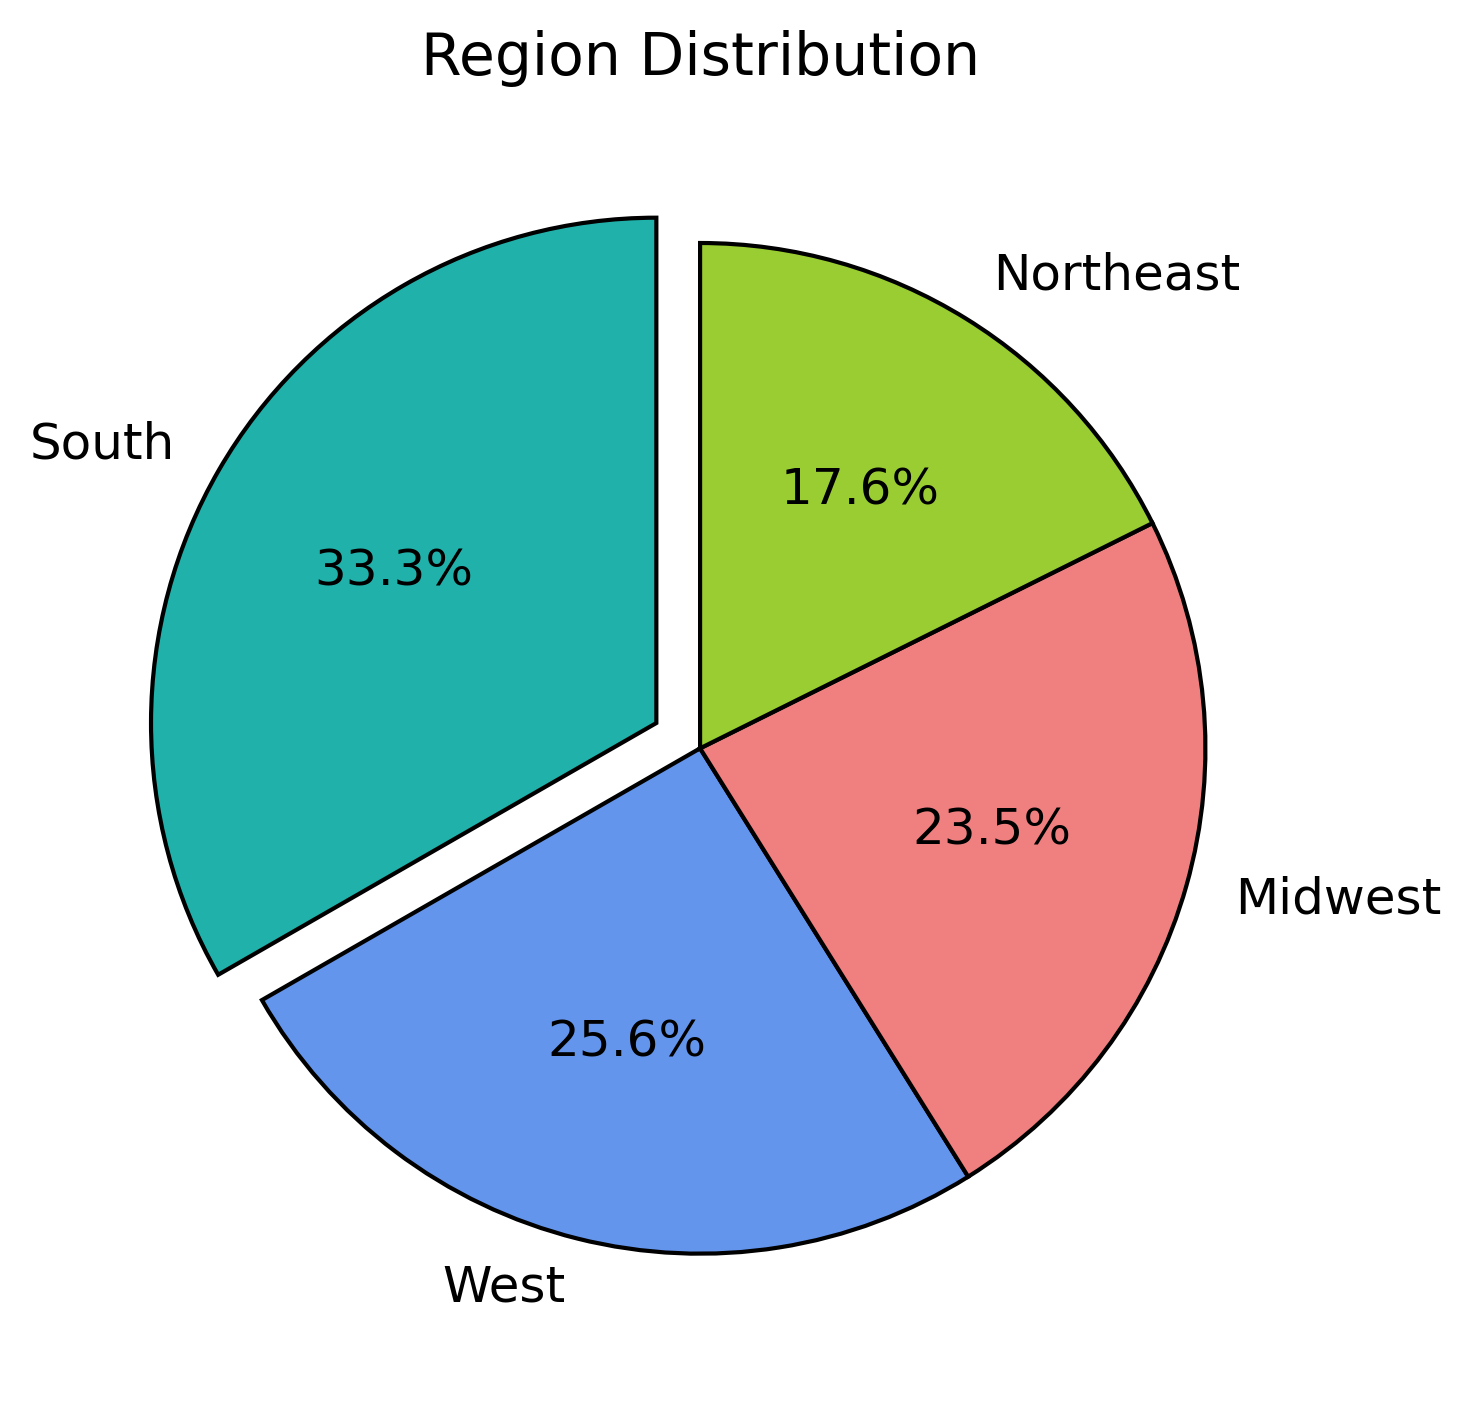 Region Distribution
Northeast
17.6%
South
33.3%
23.5%
Midwest
25.6%
West